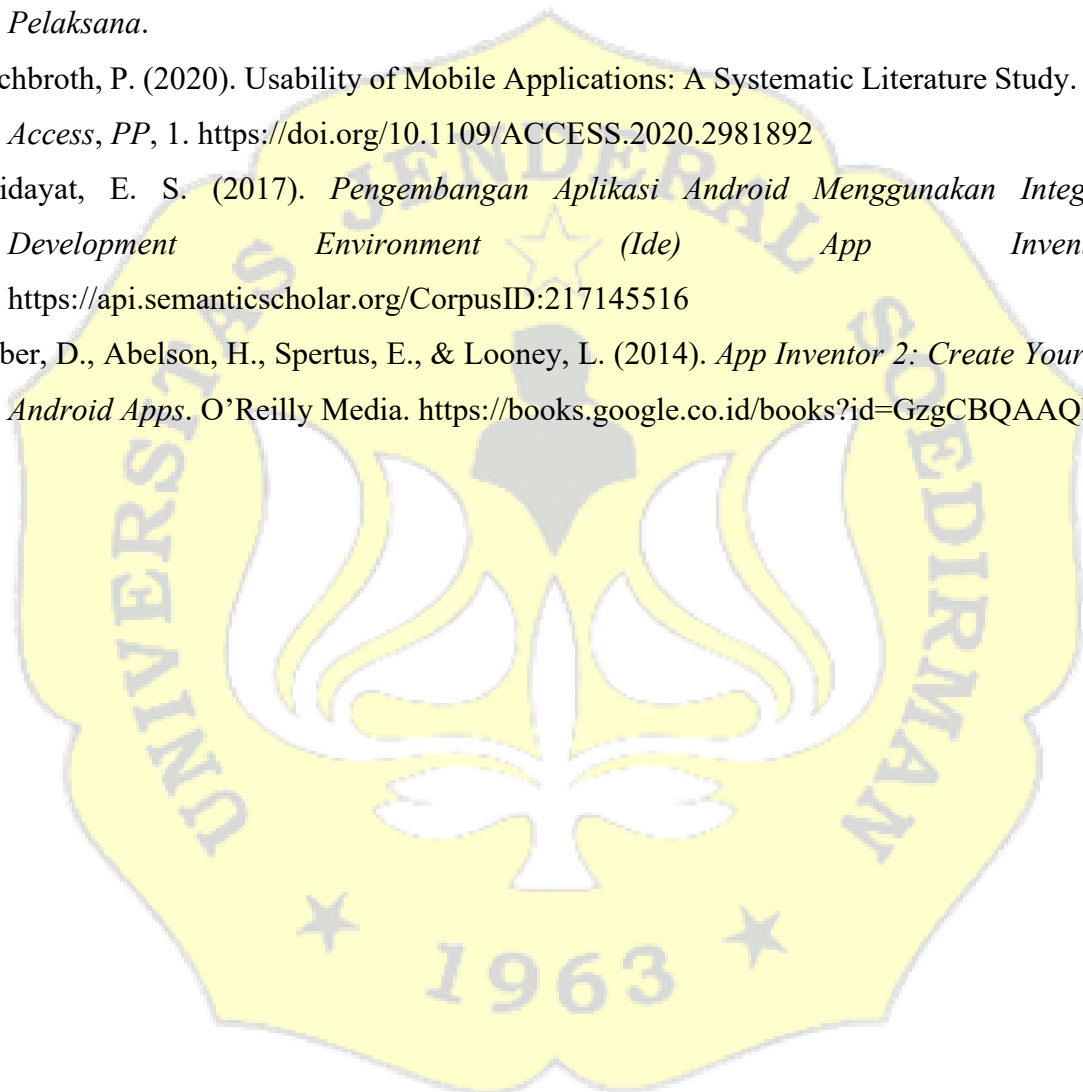 Pelaksana.
chbroth, P. (2020). Usability of Mobile Applications: A Systematic Literature Study.
Access, PP, 1. https://doi.org/10.1109/ACCESS.2020.2981892
idayat, E. S. (2017). Pengembangan Aplikasi Android Menggunakan Integ
Development Environment (Ide) App Inven
https://api.semanticscholar.org/CorpusID:217145516
ber, D., Abelson, H., Spertus, E., & Looney, L. (2014). App Inventor 2: Create Your
Android Apps. O’Reilly Media. https://books.google.co.id/books?id=GzgCBQAAQ
UNIVERSITAS JENDERAL SOEDIRMAN
1963